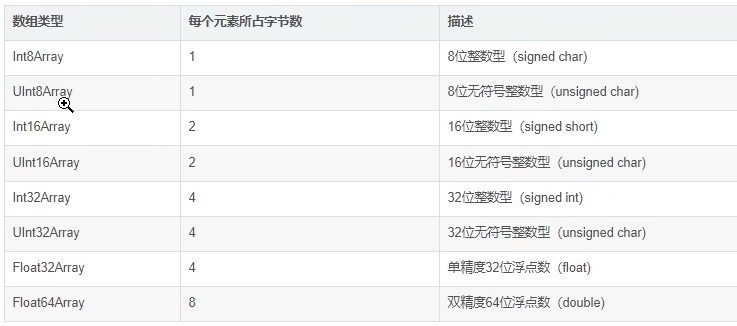 数组类型 每个元素所占字节数 描述
Int8Array 1 8位整数型（signed char)
UInt8Array 1 8位无符号整数型（unsigned char)
Int16Array 2 16位整数型（signed short)
UInt16Array 2 16位无符号整数型（unsigned char)
Int32Array 4 32位整数型（signed int)
UInt32Array 4 32位无符号整数型（unsigned char)
Float32Array 4 单精度32位浮点数（float)
Float64Array 8 双精度64位浮点数（double)